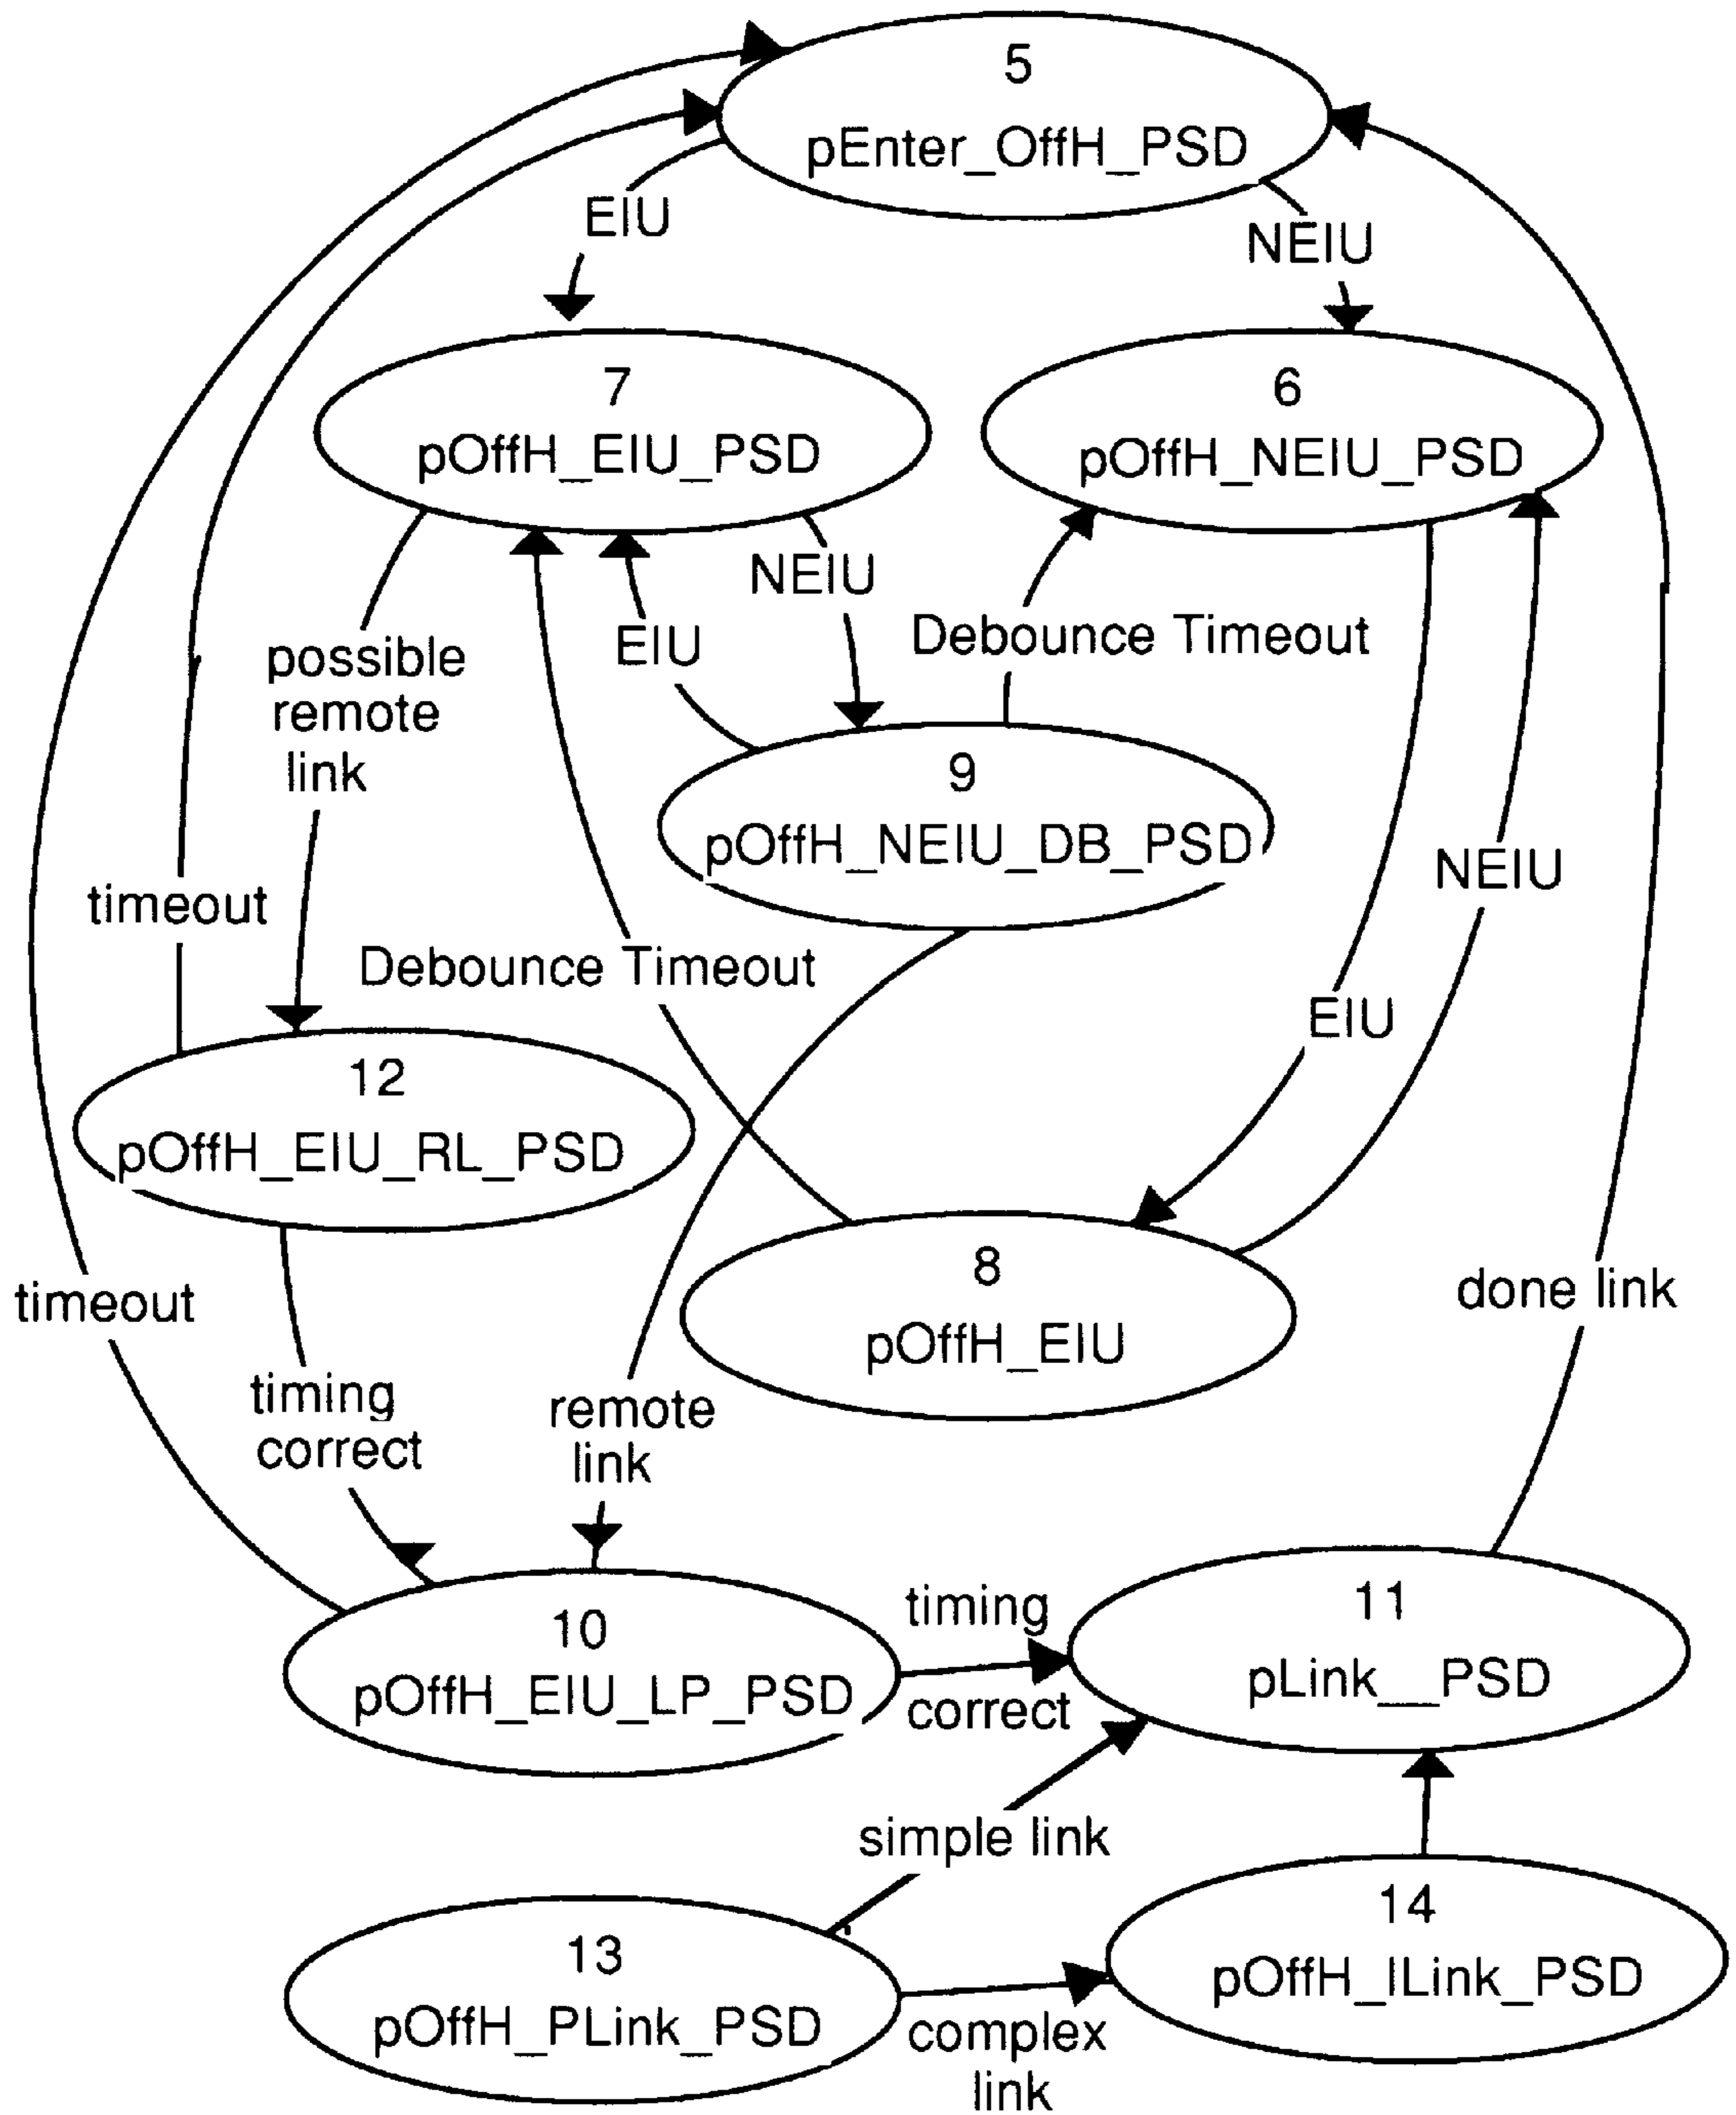 5
pEnter_OffH_PSD
EIU
NEIU
7
pOffH_EIU_PSD
6
pOffH_NEIU_PSD
NEIU
EIU
Debounce Timeout
possible
remote
link
9
pOffH_NEIU_DB_PSD
timeout
NEIU
Debounce Timeout
EIU
12
pOffH_EIU_RL_PSD
8
pOffH_EIU
timeout
done link
timing
correct
remote
link
10
pOffH_EIU_LP_PSD
timing
correct
11
pLink__PSD
simple link
13
pOffH_PLink_PSD
complex
link
14
pOffH_ILink_PSD